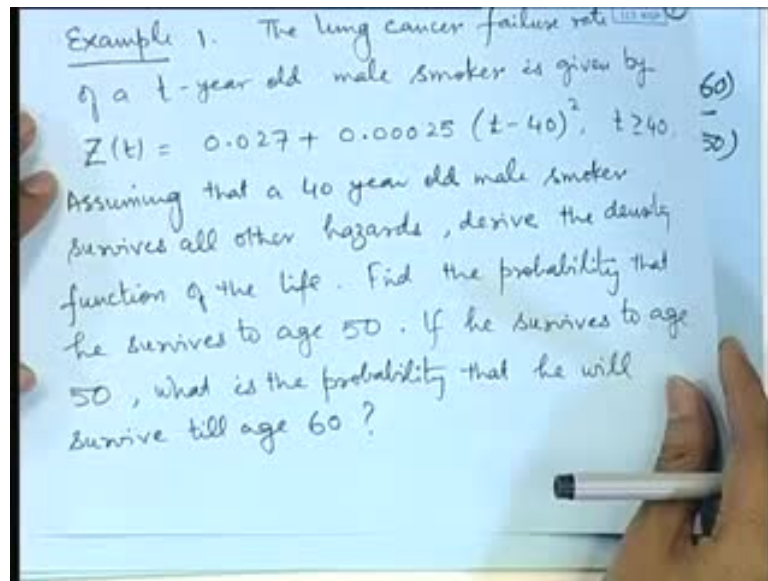 Example 1. The lung cancer failure rate
of a t-year old male smoker is given by
Z(t) = 0.027 + 0.00025 (t-40)², t≥40.
Assuming that a 40 year old male smoker
survives all other hazards, derive the density
function of the life. Find the probability that
he survives to age 50. If he survives to age
50, what is the probability that he will
survive till age 60?
60)
50)